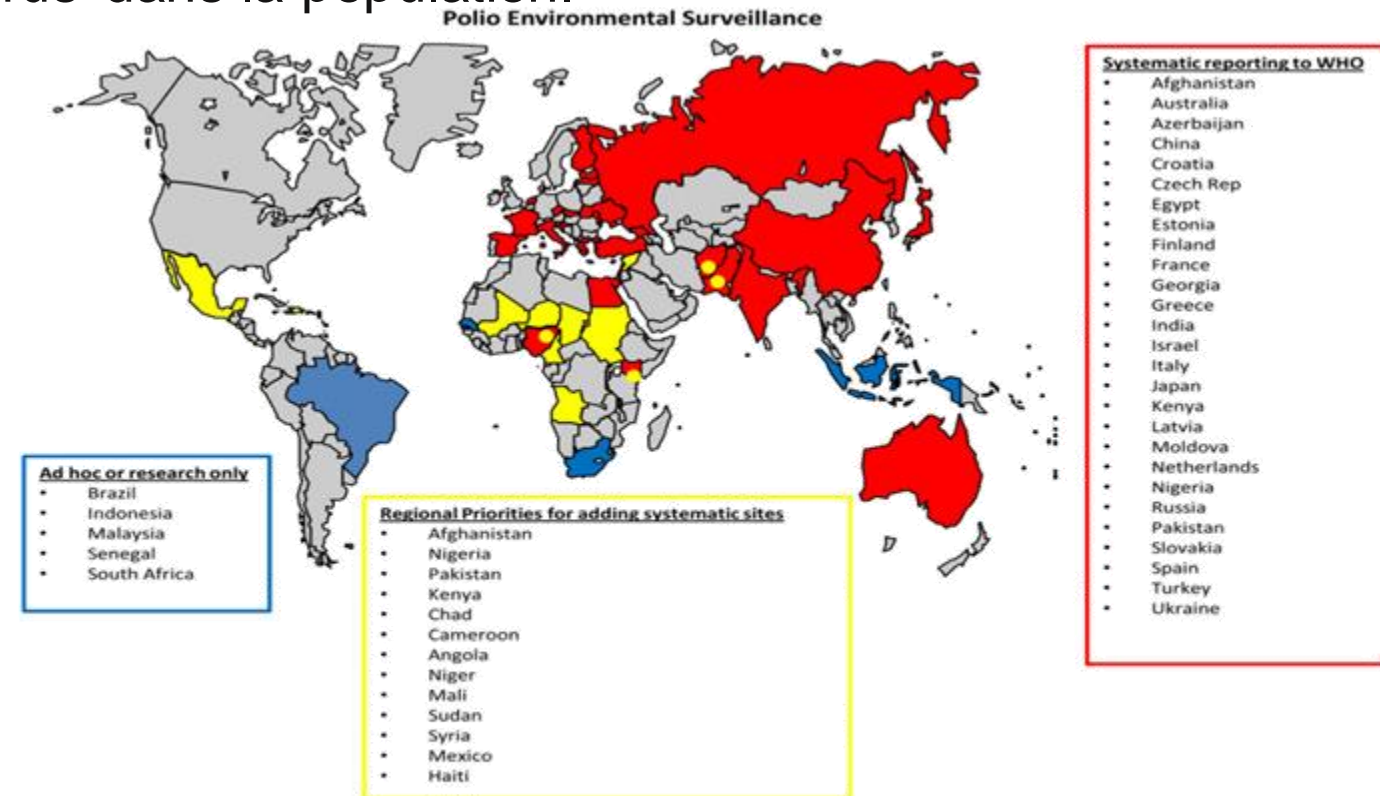 dans la population.
Polio Environmental Surveillance
Systematic reporting to WHO
• Afghanistan
• Australia
• Azerbaijan
• China
• Croatia
• Czech Rep
• Egypt
• Estonia
• Finland
• France
• Georgia
• Greece
• India
• Israel
• Italy
• Japan
• Kenya
• Latvia
• Moldova
• Netherlands
• Nigeria
• Russia
• Pakistan
• Slovakia
• Spain
• Turkey
• Ukraine
Ad hoc or research only
• Brazil
• Indonesia
• Malaysia
• Senegal
• South Africa
Regional Priorities for adding systematic sites
• Afghanistan
• Nigeria
• Pakistan
• Kenya
• Chad
• Cameroon
• Angola
• Niger
• Mali
• Sudan
• Syria
• Mexico
• Haiti